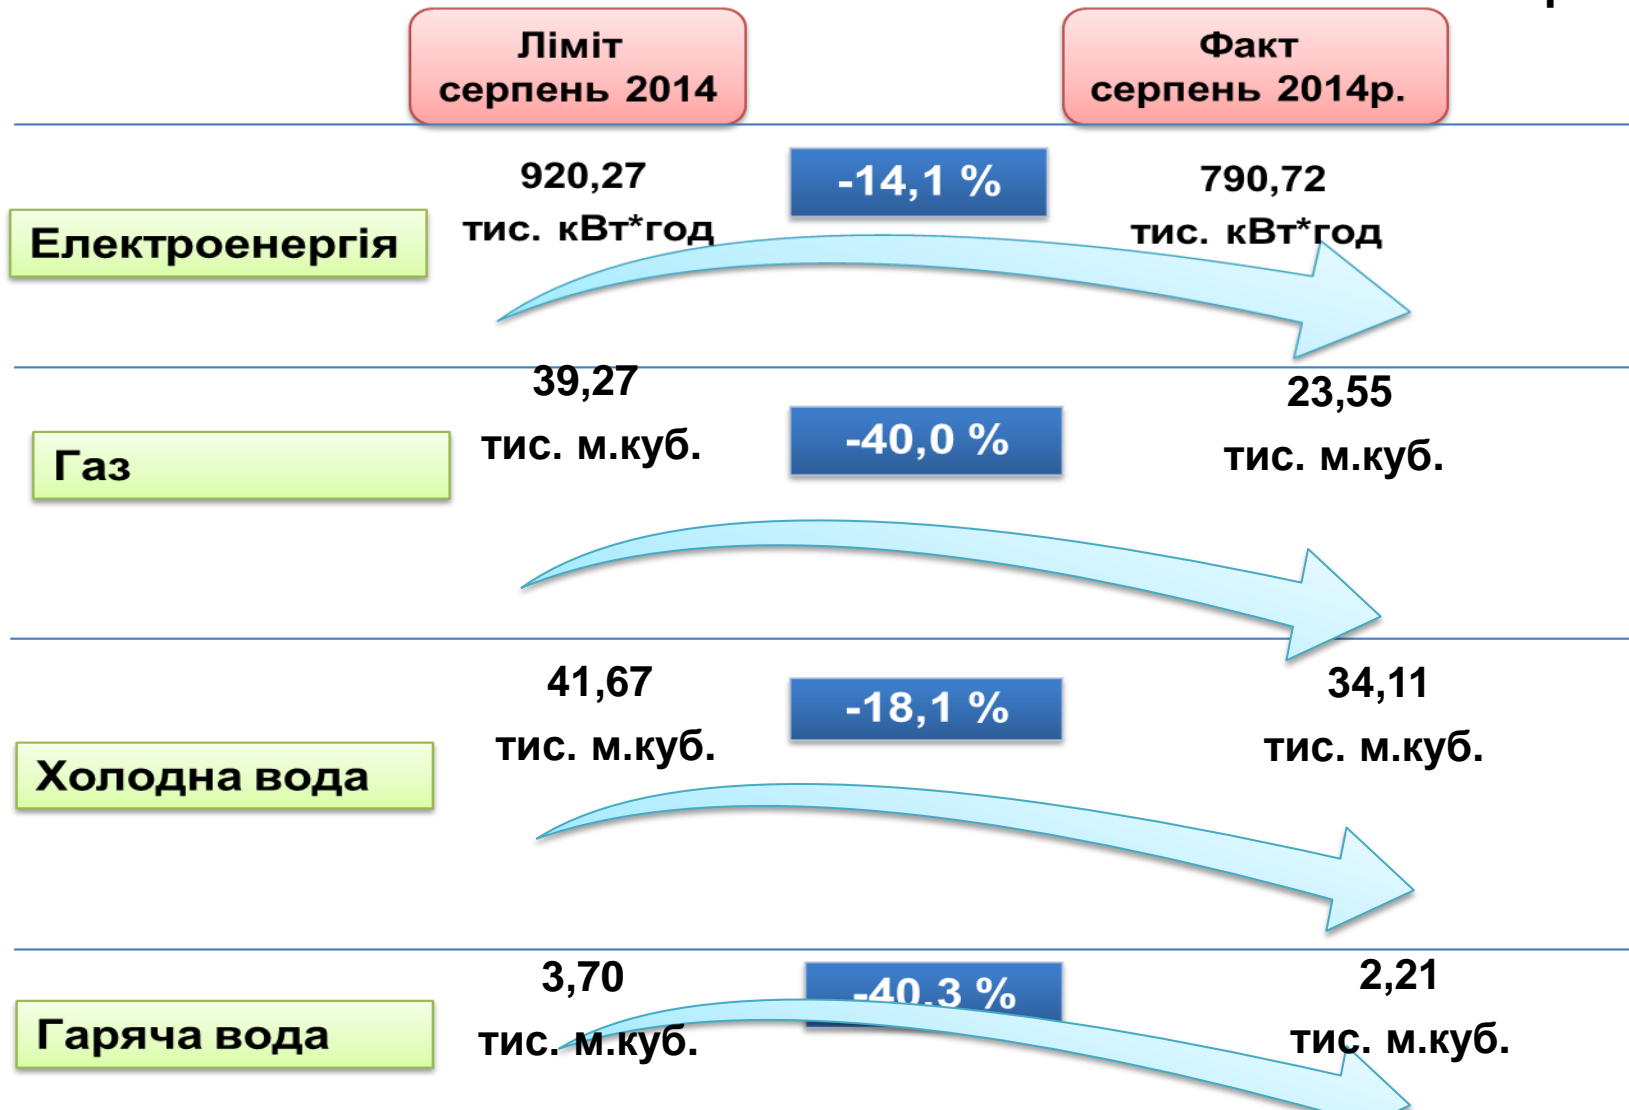 Ліміт
серпень 2014
Факт
серпень 2014р.
Електроенергія
920,27
тис. кВт*год
-14,1 %
790,72
тис. кВт*год
Газ
39,27
тис. м.куб.
-40,0 %
23,55
тис. м.куб.
Холодна вода
41,67
тис. м.куб.
-18,1 %
34,11
тис. м.куб.
Гаряча вода
3,70
тис. м.куб.
-40,3 %
2,21
тис. м.куб.